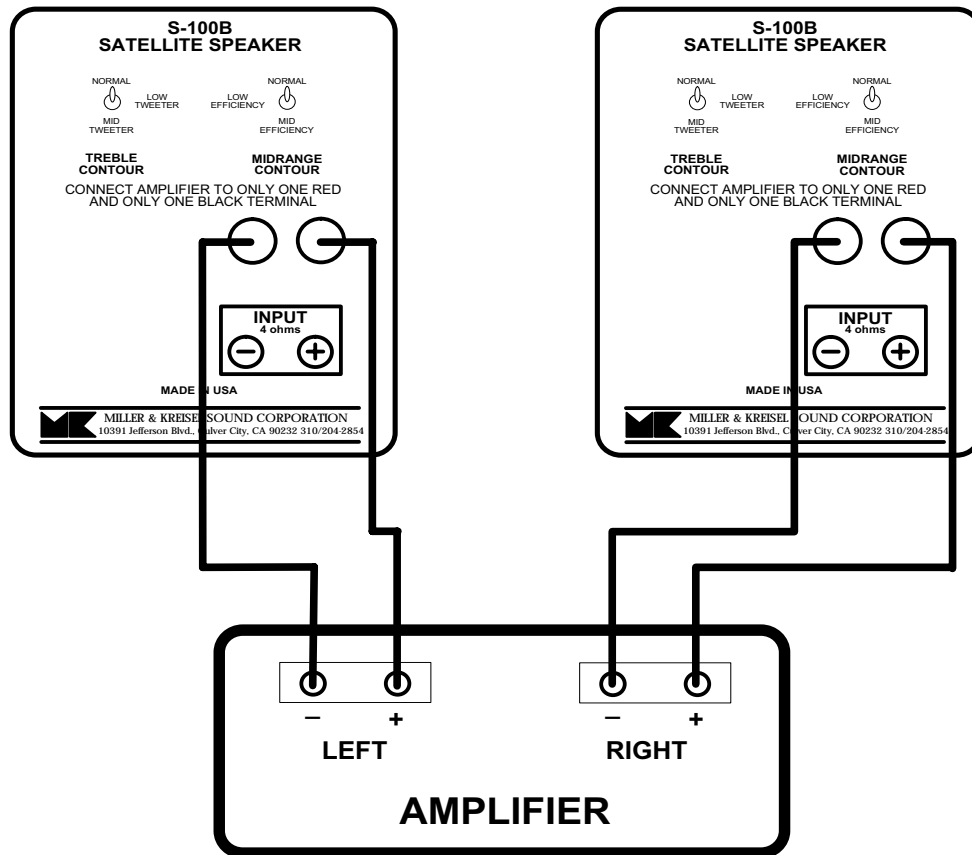 S-100B
SATELLITE SPEAKER
NORMAL
LOW
TWEETER
MID
TWEETER
NORMAL
LOW
EFFICIENCY
MID
EFFICIENCY
TREBLE
CONTOUR
MIDRANGE
CONTOUR
CONNECT AMPLIFIER TO ONLY ONE RED
AND ONLY ONE BLACK TERMINAL
INPUT
4 ohms
− +
MADE IN USA
MK MILLER & KREISEL SOUND CORPORATION
10391 Jefferson Blvd., Culver City, CA 90232 310/204-2854
S-100B
SATELLITE SPEAKER
NORMAL
LOW
TWEETER
MID
TWEETER
NORMAL
LOW
EFFICIENCY
MID
EFFICIENCY
TREBLE
CONTOUR
MIDRANGE
CONTOUR
CONNECT AMPLIFIER TO ONLY ONE RED
AND ONLY ONE BLACK TERMINAL
INPUT
4 ohms
− +
MADE IN USA
MK MILLER & KREISEL SOUND CORPORATION
10391 Jefferson Blvd., Culver City, CA 90232 310/204-2854
− +
LEFT
− +
RIGHT
AMPLIFIER